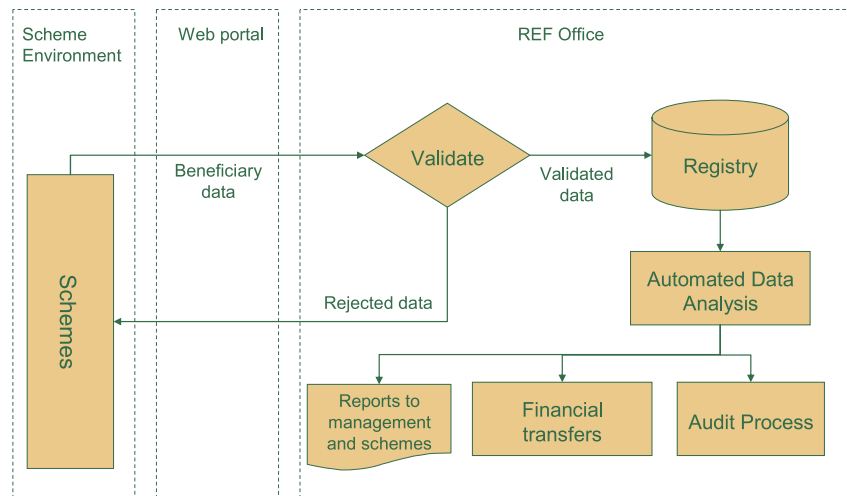 Scheme
Environment
Web portal
REF Office
Validate
Registry
Beneficiary
data
Validated
data
Schemes
Automated Data
Analysis
Rejected data
Reports to
management
and schemes
Financial
transfers
Audit Process